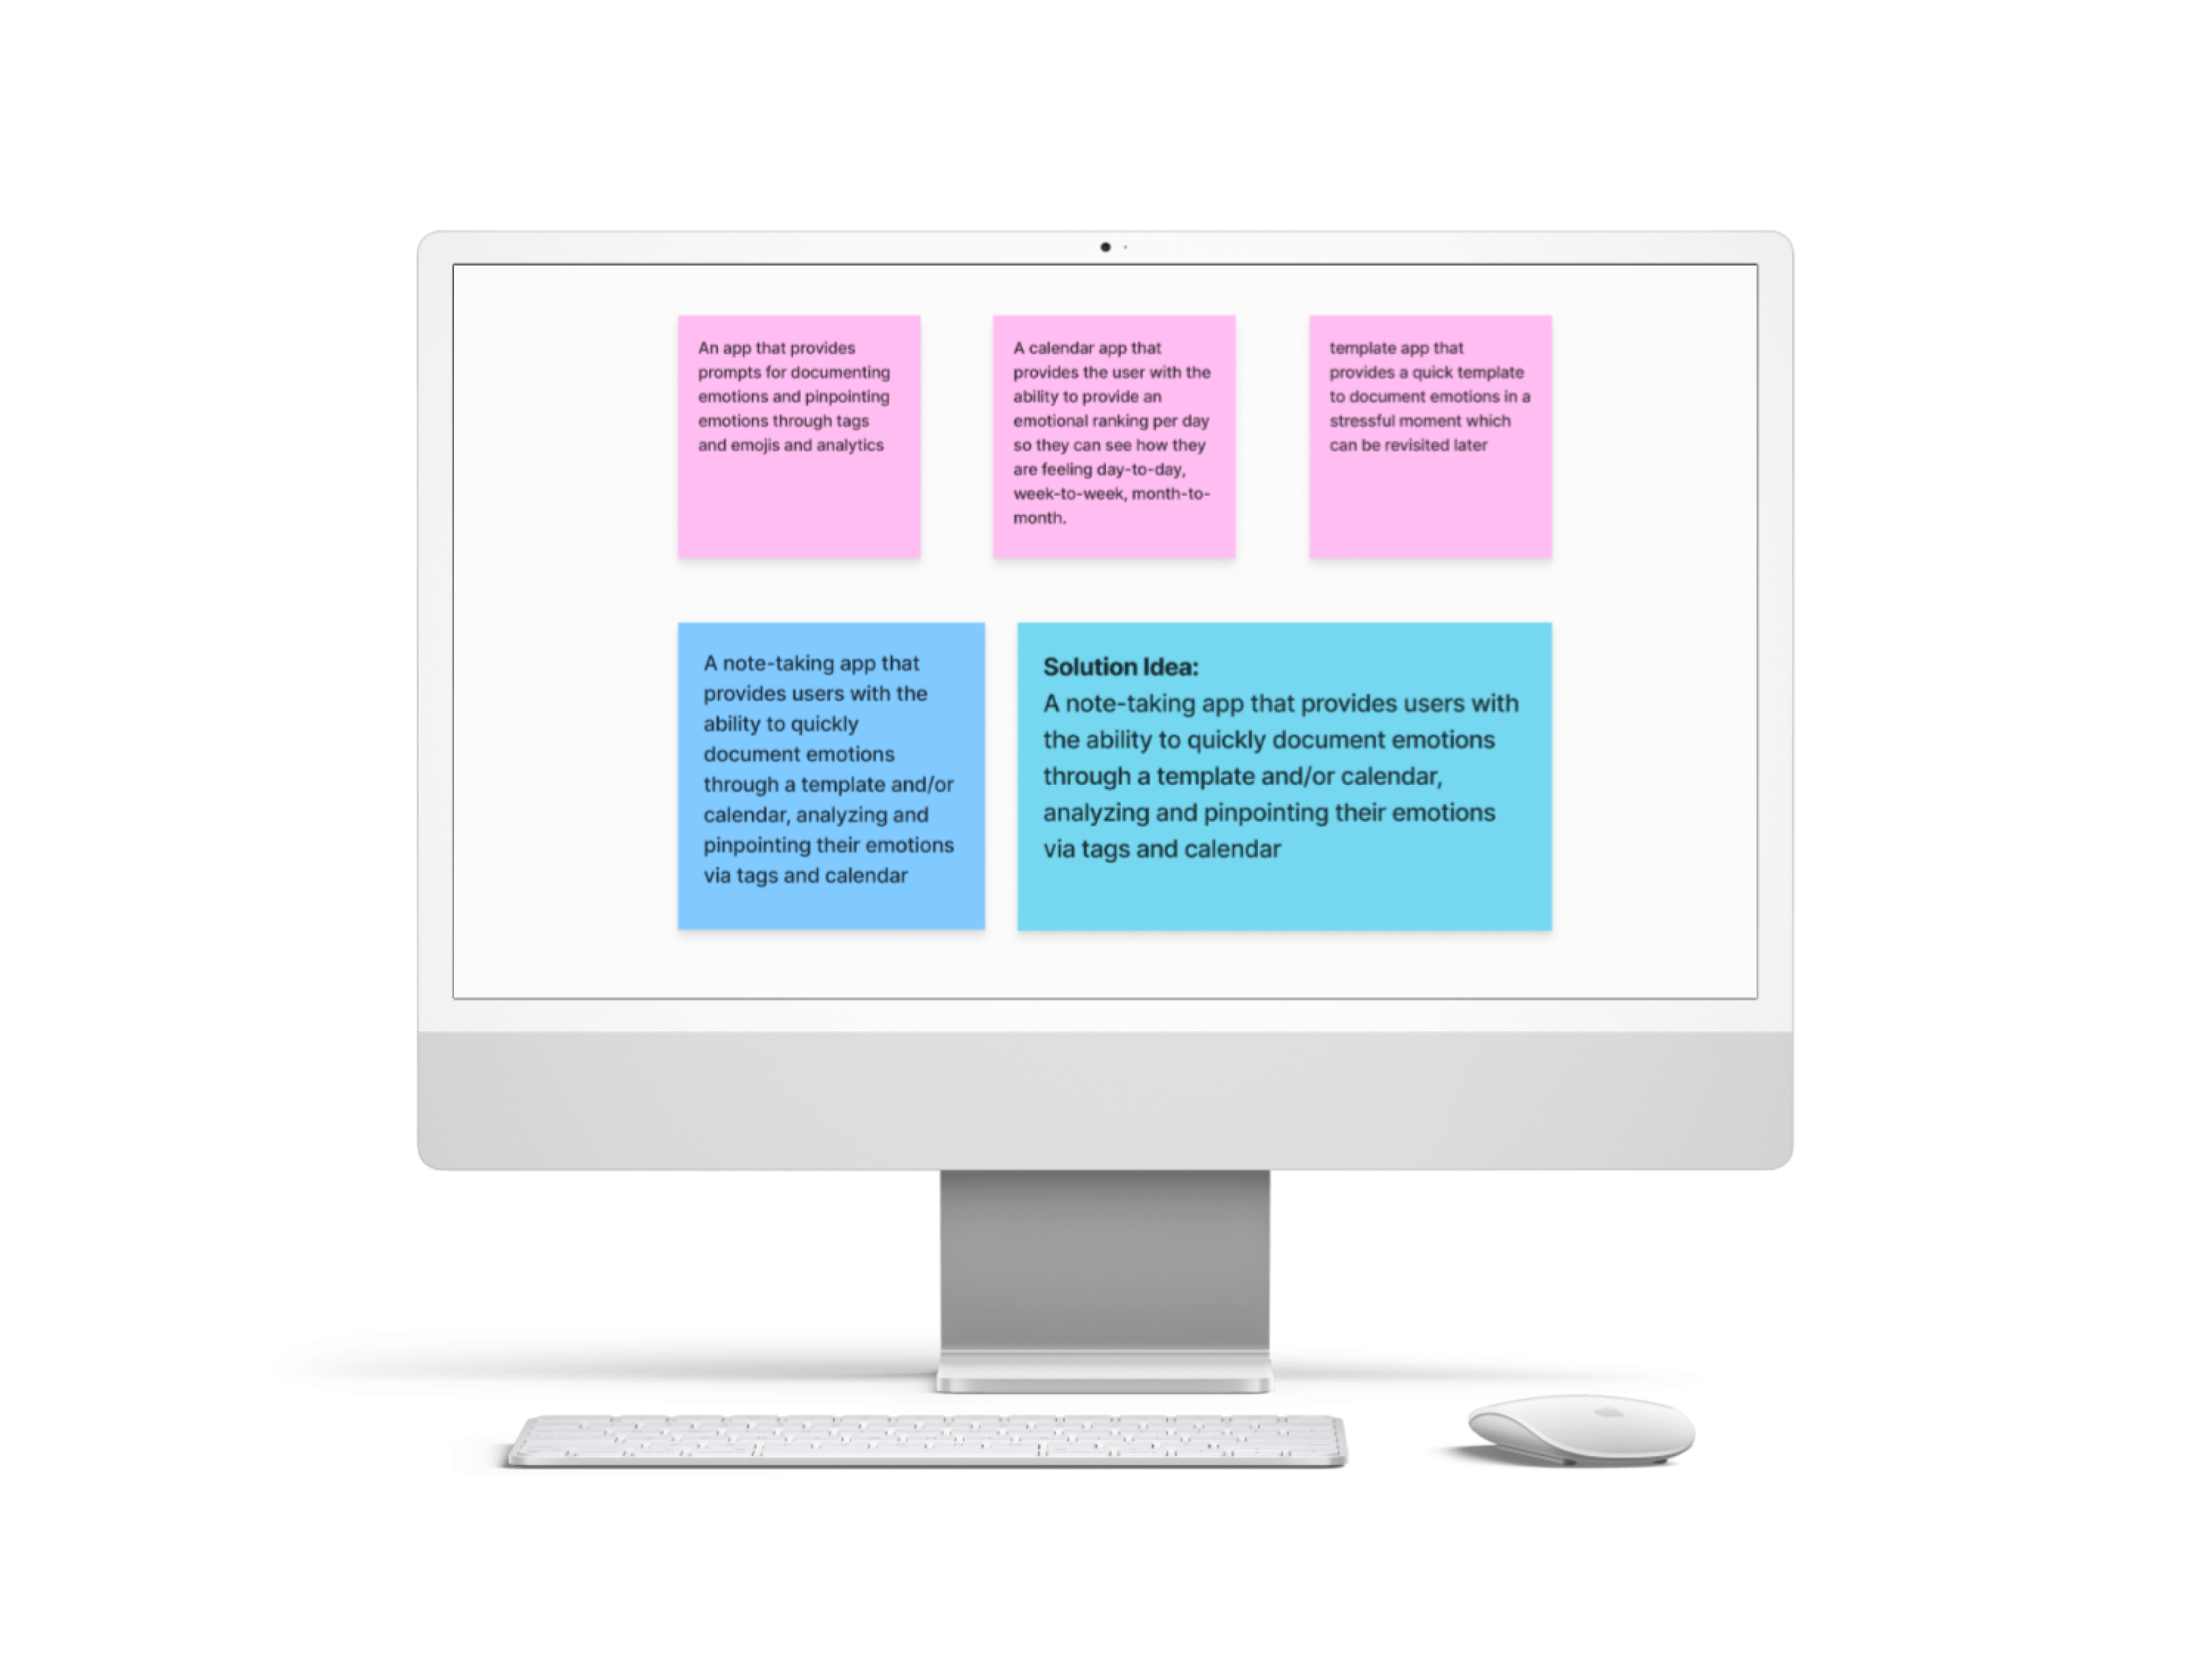 An app that provides
prompts for documenting
emotions and pinpointing
emotions through tags
and emojis and analytics
A calendar app that
provides the user with the
ability to provide an
emotional ranking per day
so they can see how they
are feeling day-to-day,
week-to-week, month-to-
month.
template app that
provides a quick template
to document emotions in a
stressful moment which
can be revisited later
A note-taking app that
provides users with the
ability to quickly
document emotions
through a template and/or
calendar, analyzing and
pinpointing their emotions
via tags and calendar
Solution Idea:
A note-taking app that provides users with
the ability to quickly document emotions
through a template and/or calendar,
analyzing and pinpointing their emotions
via tags and calendar